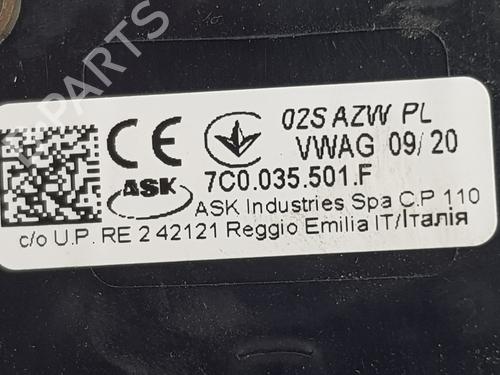 B-PARTS
02S AZW PL
CE
VWAG 09/20
ASK
7C0.035.501.F
ASK Industries Spa C.P 110
c/o U.P. RE 2 42121 Reggio Emilia IT/Італія